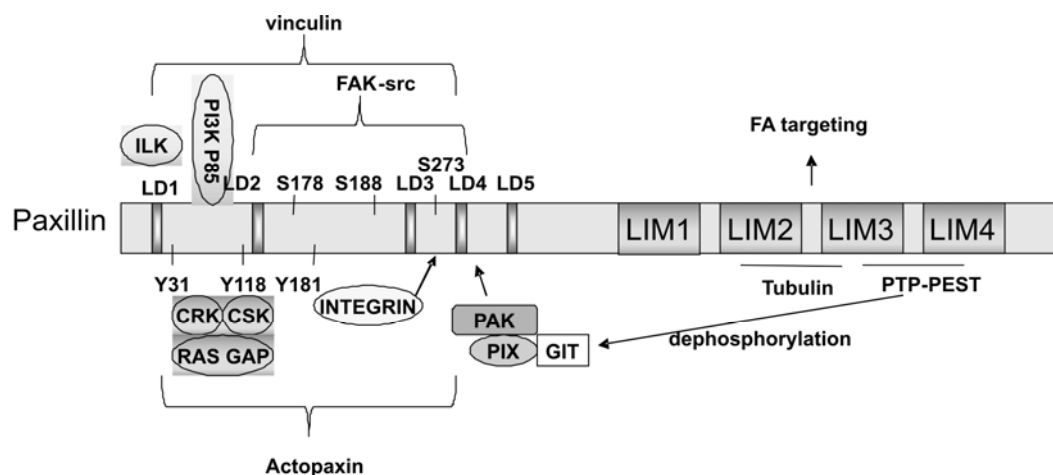 vinculin
FAK-src
PI3K P85
ILK
FA targeting
S273
LD1
LD2
S178
S188
LD3
LD4
LD5
Paxillin
LIM1
LIM2
LIM3
LIM4
Y31
Y118
Y181
Tubulin
PTP-PEST
INTEGRIN
CRK
CSK
PAK
dephosphorylation
RAS GAP
PIX
GIT
Actopaxin